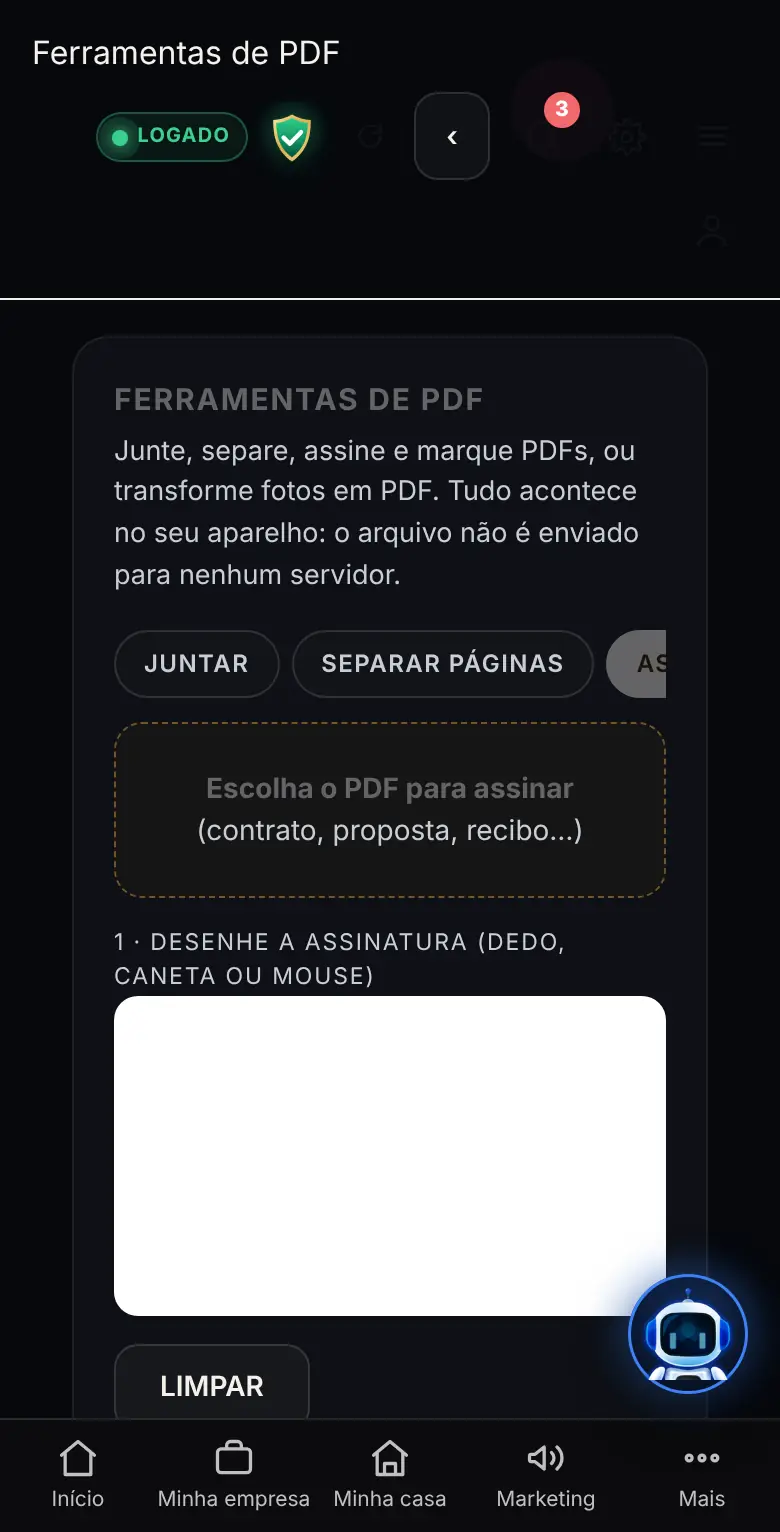 Ferramentas de PDF
LOGADO
‹
3
FERRAMENTAS DE PDF
Junte, separe, assine e marque PDFs, ou
transforme fotos em PDF. Tudo acontece
no seu aparelho: o arquivo não é enviado
para nenhum servidor.
JUNTAR
SEPARAR PÁGINAS
AS
Escolha o PDF para assinar
(contrato, proposta, recibo...)
1 · DESENHE A ASSINATURA (DEDO,
CANETA OU MOUSE)
LIMPAR
Início
Minha empresa
Minha casa
Marketing
Mais